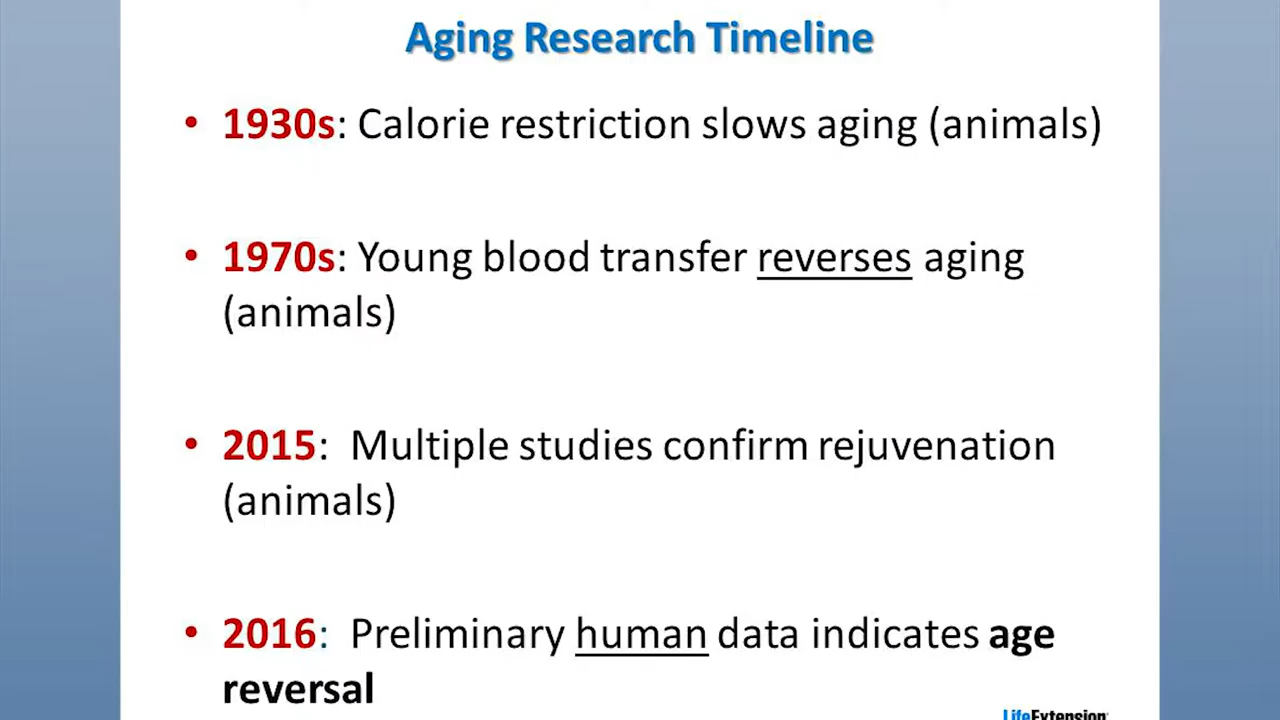 Aging Research Timeline
• 1930s: Calorie restriction slows aging (animals)
• 1970s: Young blood transfer reverses aging
(animals)
• 2015: Multiple studies confirm rejuvenation
(animals)
• 2016: Preliminary human data indicates age
reversal
LifeExtension